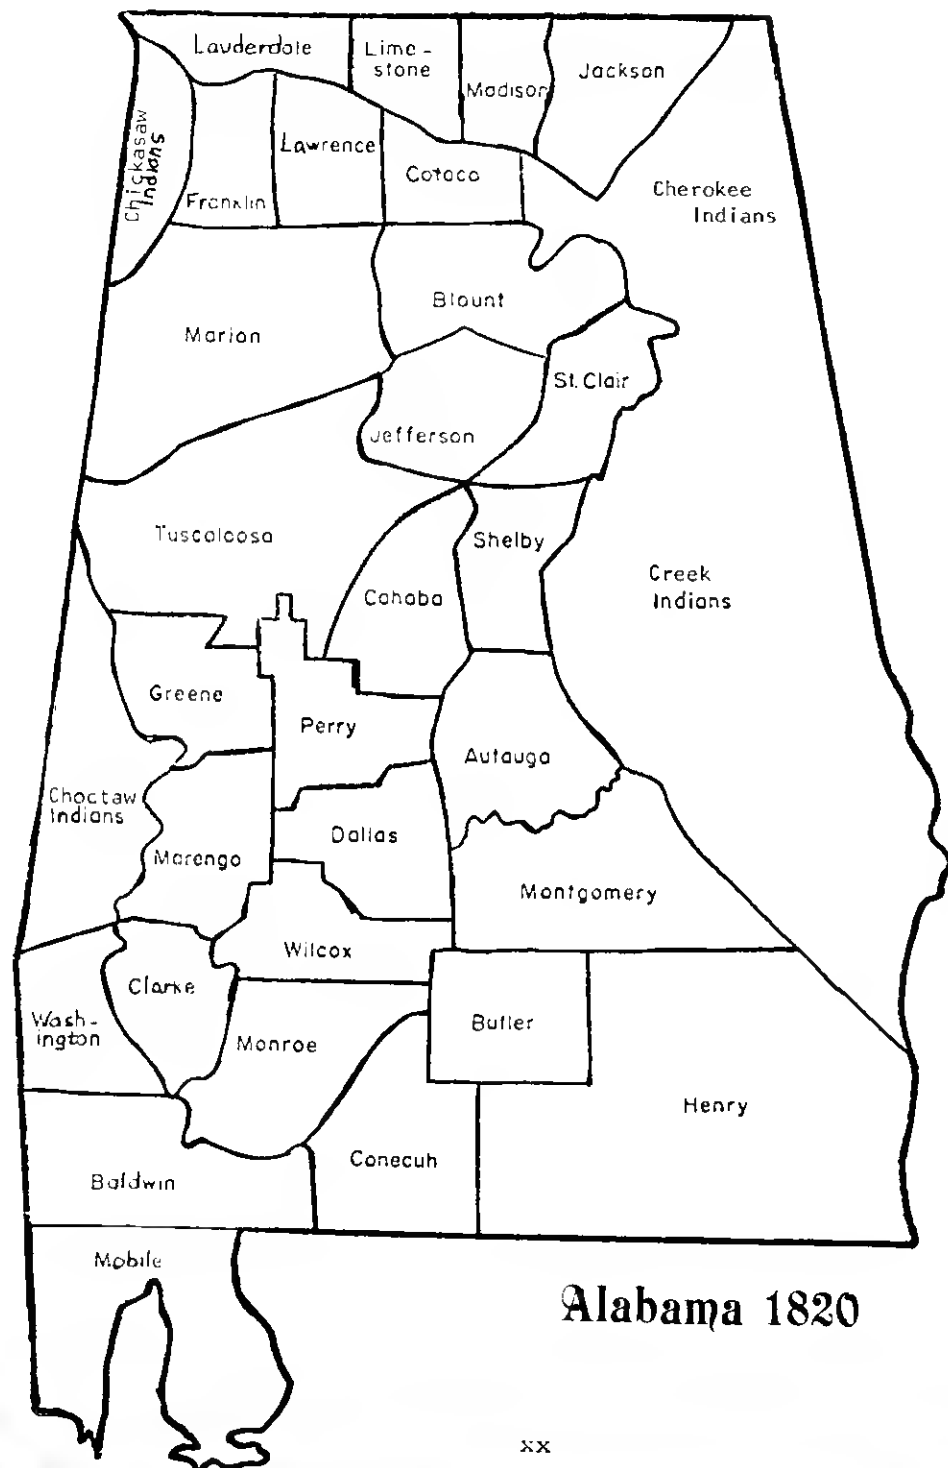 Lauderdale
Lime-
stone
Madison
Jackson
Chickasaw
Indians
Franklin
Lawrence
Cotaco
Cherokee
Indians
Marion
Blount
St. Clair
Jefferson
Tuscaloosa
Shelby
Cahaba
Creek
Indians
Greene
Perry
Autauga
Choctaw
Indians
Marengo
Dallas
Montgomery
Wilcox
Clarke
Wash-
ington
Monroe
Butler
Henry
Conecuh
Baldwin
Mobile
Alabama 1820
xx